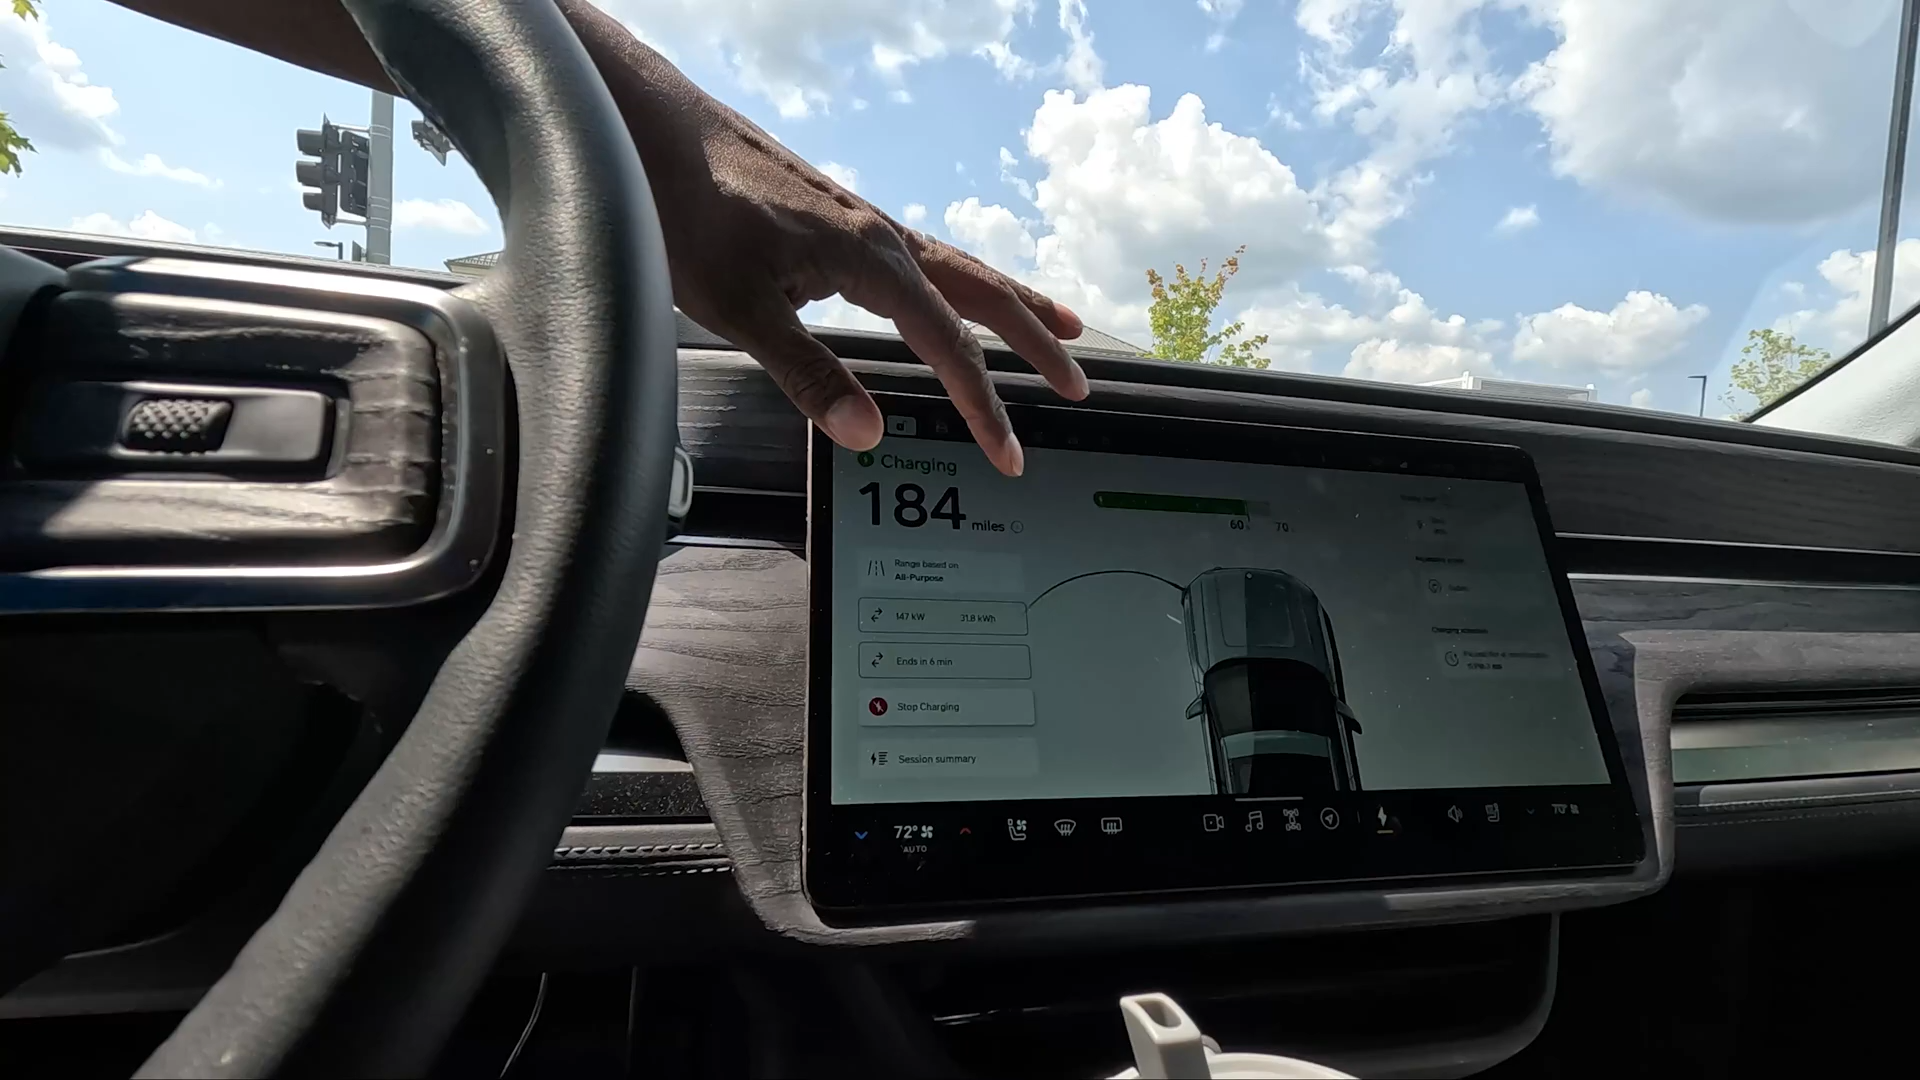 Charging
184 miles
60 70
Range based on
All-Purpose
147 kW 31.8 kWh
Ends in 6 min
Stop Charging
Session summary
72°
AUTO
70°